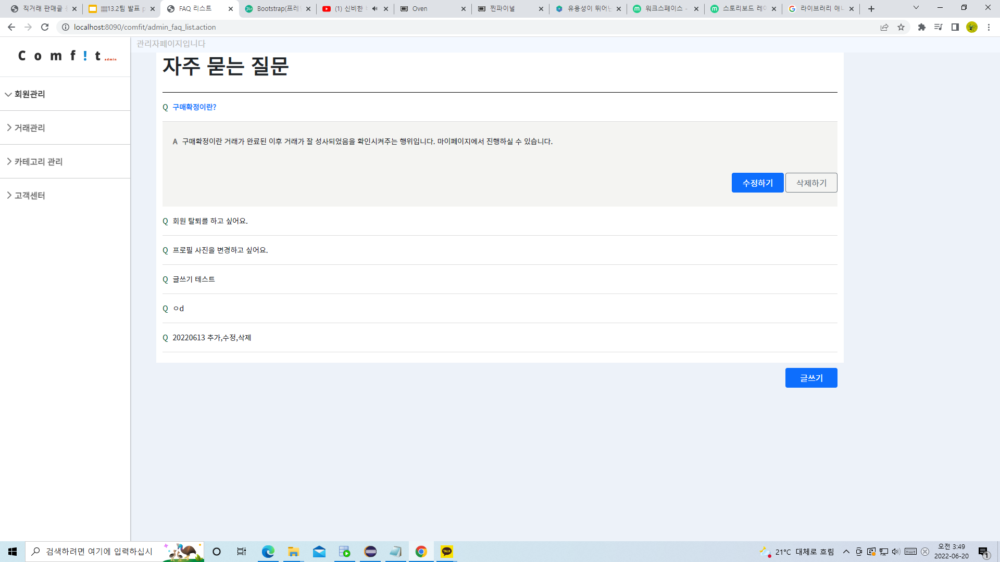 직거래 판매글 
13.2팀 발표
FAQ 리스트
Bootstrap(프레
(1) 신비한
Oven
찐파이널
유용성이 뛰어
워크스페이스 -
스토리보드 레
라이브러리 애
localhost:8090/comfit/admin_faq_list.action
관리자페이지입니다
Comf!t admin
자주 묻는 질문
회원관리
거래관리
카테고리 관리
고객센터
Q 구매확정이란?
A 구매확정이란 거래가 완료된 이후 거래가 잘 성사되었음을 확인시켜주는 행위입니다. 마이페이지에서 진행하실 수 있습니다.
수정하기 삭제하기
Q 회원 탈퇴를 하고 싶어요.
Q 프로필 사진을 변경하고 싶어요.
Q 글쓰기 테스트
Q ㅇd
Q 20220613 추가,수정,삭제
글쓰기
검색하려면 여기에 입력하십시
TALK
21°C 대체로 흐림
오전 3:49
2022-06-20
1